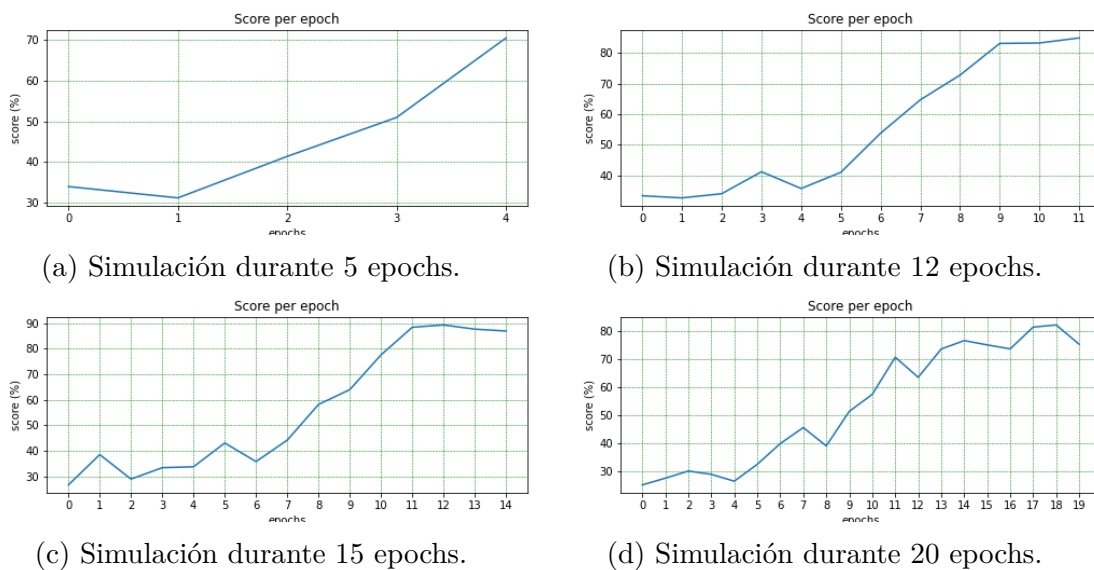 Score per epoch
score (%)
70
60
50
40
30
0 1 2 3 4
epochs
(a) Simulación durante 5 epochs.
Score per epoch
score (%)
80
70
60
50
40
0 1 2 3 4 5 6 7 8 9 10 11
epochs
(b) Simulación durante 12 epochs.
Score per epoch
score (%)
90
80
70
60
50
40
30
0 1 2 3 4 5 6 7 8 9 10 11 12 13 14
epochs
(c) Simulación durante 15 epochs.
Score per epoch
score (%)
80
70
60
50
40
30
0 1 2 3 4 5 6 7 8 9 10 11 12 13 14 15 16 17 18 19
epochs
(d) Simulación durante 20 epochs.